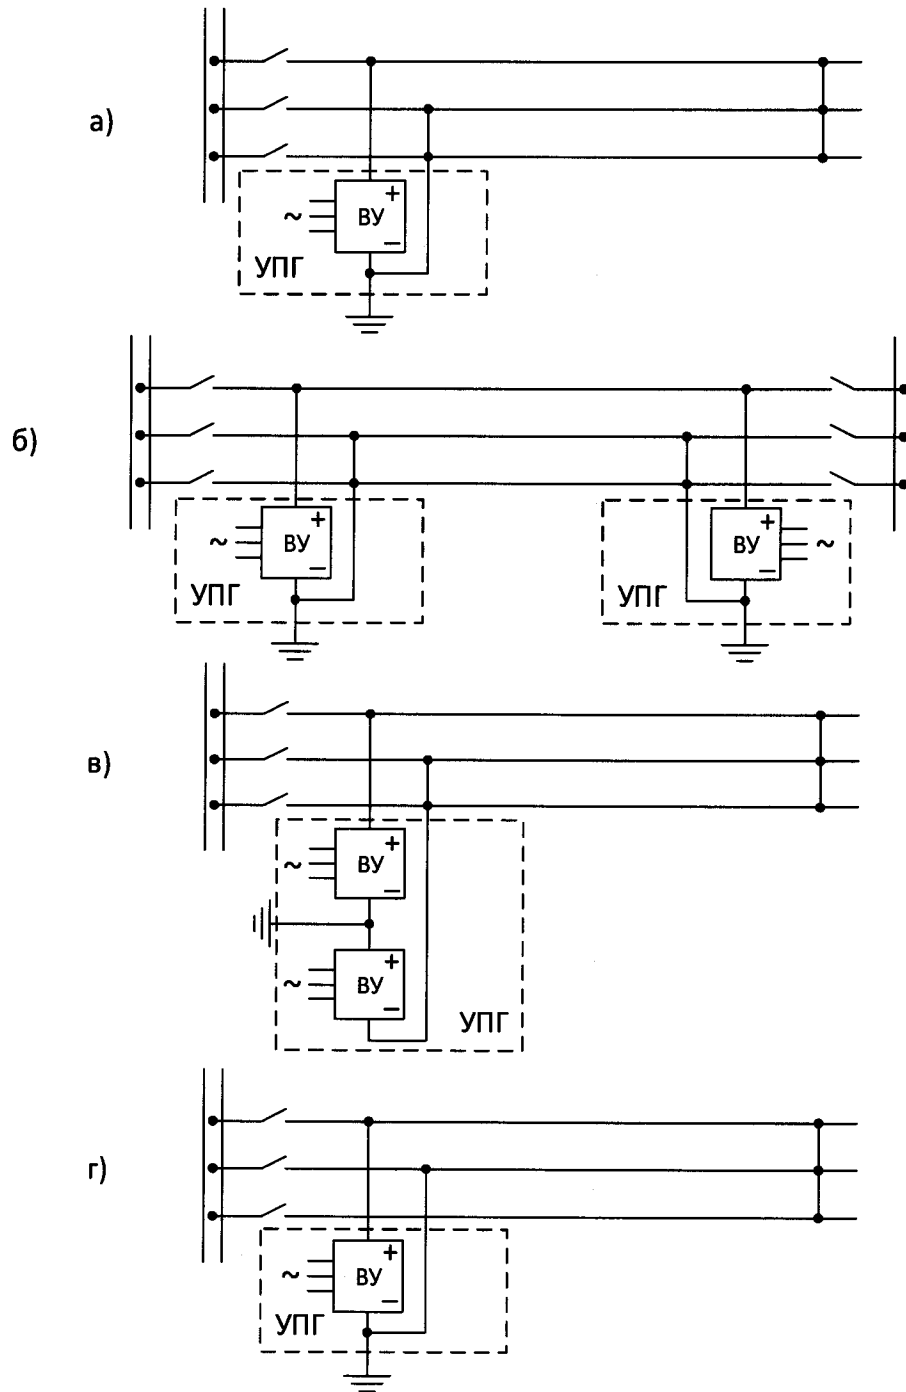 а)
+
~
ВУ
–
УПГ
б)
+
~
ВУ
–
УПГ
+
ВУ
~
–
УПГ
в)
+
~
ВУ
–
+
~
ВУ
–
УПГ
г)
+
~
ВУ
–
УПГ